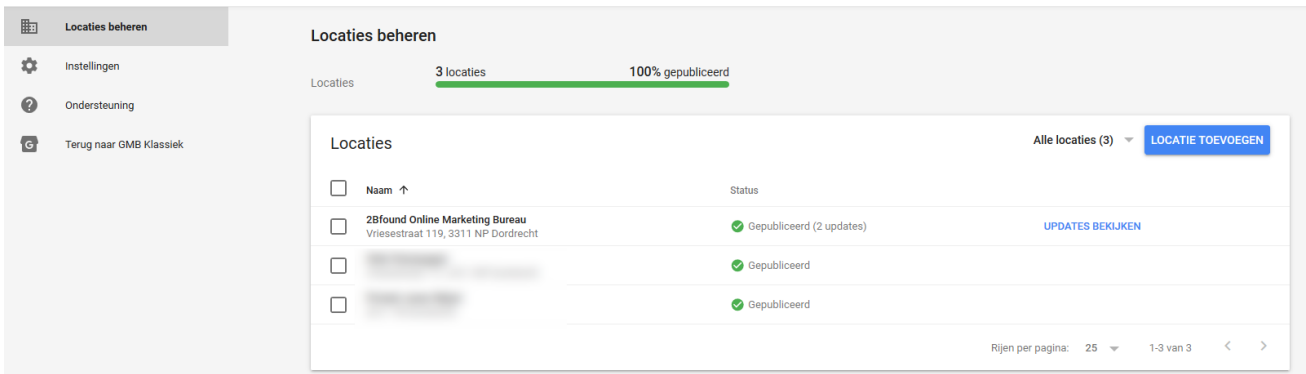 Locaties beheren
Instellingen
Ondersteuning
Terug naar GMB Klassiek
Locaties beheren
Locaties
3 locaties
100% gepubliceerd
Locaties
Alle locaties (3)
LOCATIE TOEVOEGEN
Naam ↑
Status
2Bfound Online Marketing Bureau
Vriesestraat 119, 3311 NP Dordrecht
Gepubliceerd (2 updates)
UPDATES BEKIJKEN
Gepubliceerd
Gepubliceerd
Rijen per pagina: 25
1-3 van 3